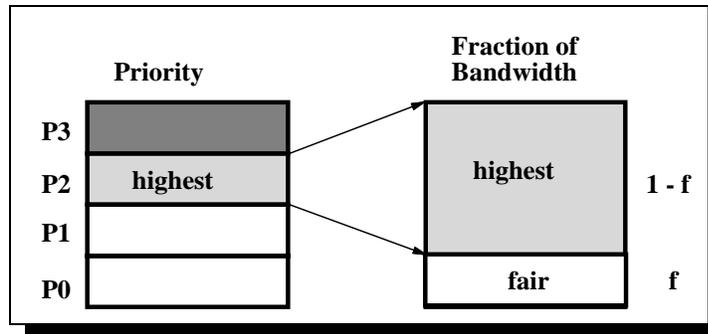 Priority
Fraction of
Bandwidth
P3
P2
highest
P1
P0
highest
1 - f
fair
f